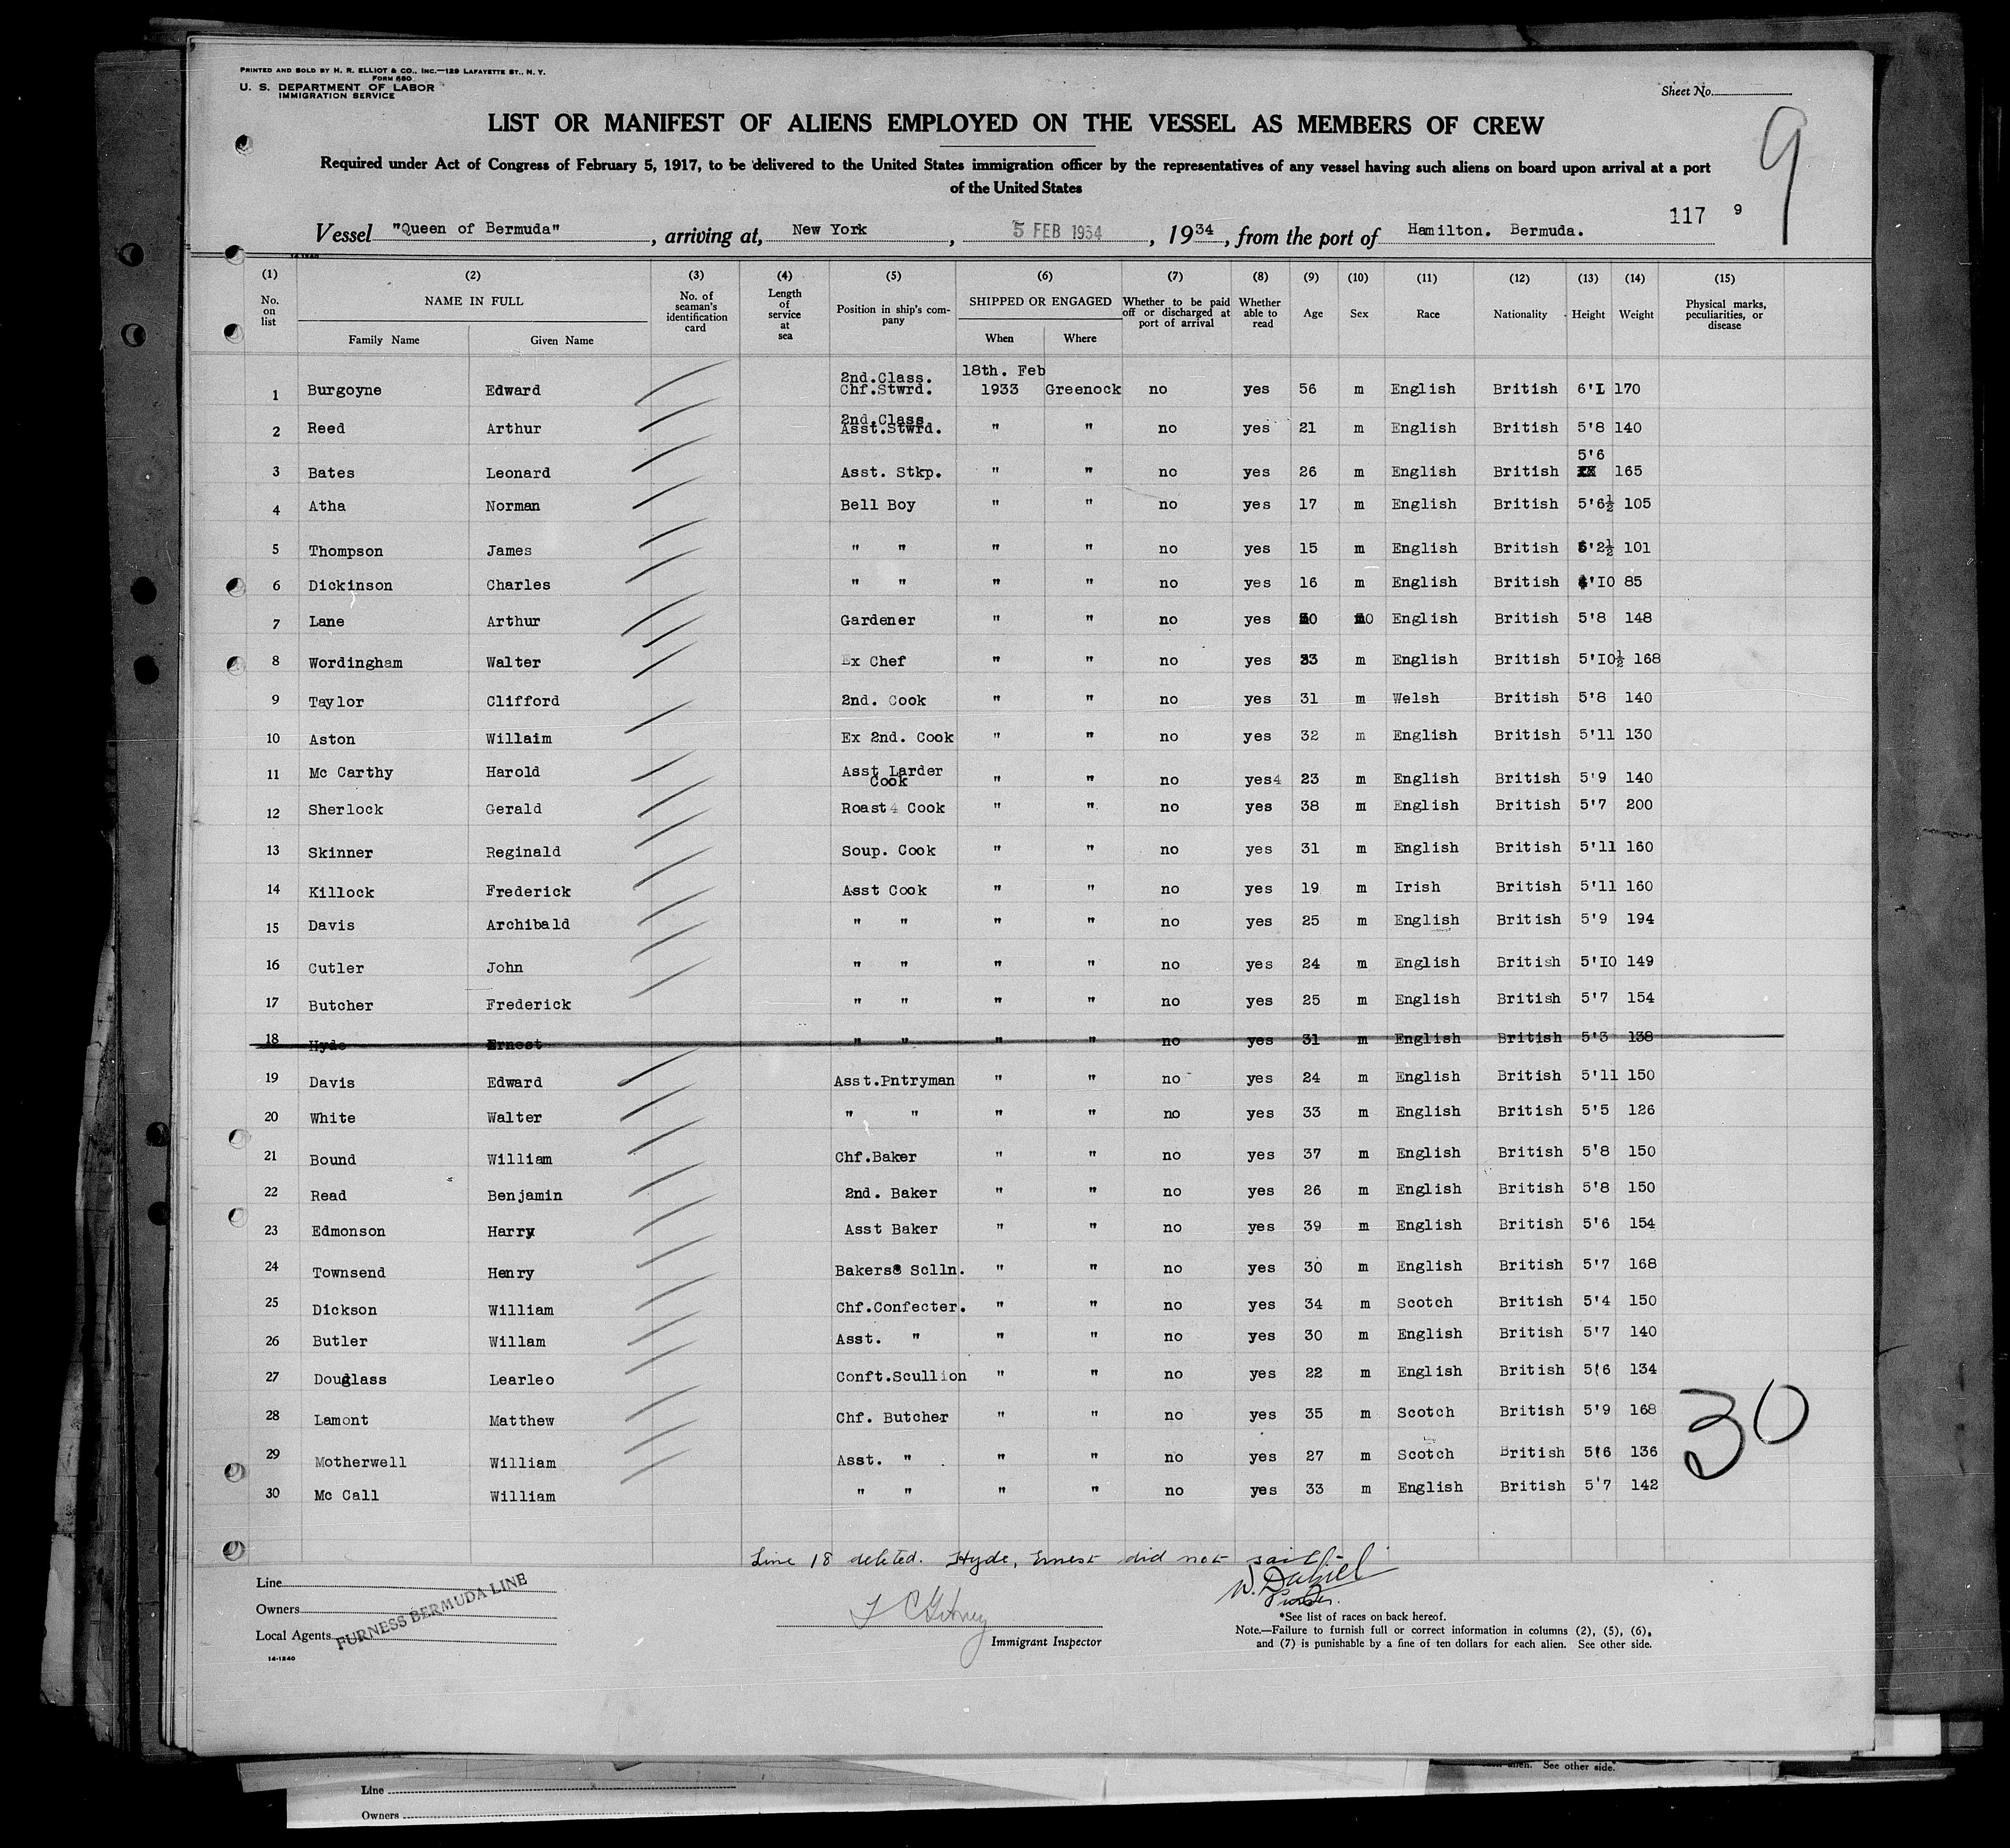 PRINTED AND SOLD BY H. R. ELLIOT & CO., INC.—129 LAFAYETTE ST., N. Y.
FORM 680
U. S. DEPARTMENT OF LABOR
IMMIGRATION SERVICE
Sheet No.
LIST OR MANIFEST OF ALIENS EMPLOYED ON THE VESSEL AS MEMBERS OF CREW
9
Required under Act of Congress of February 5, 1917, to be delivered to the United States immigration officer by the representatives of any vessel having such aliens on board upon arrival at a port
of the United States
117 9
Vessel "Queen of Bermuda", arriving at, New York, 5 FEB 1934, 1934, from the port of Hamilton. Bermuda.
14-1240
(1) (2) (3) (4) (5) (6) (7) (8) (9) (10) (11) (12) (13) (14) (15)
No. on list NAME IN FULL Family Name Given Name No. of seaman's identification card Length of service at sea Position in ship's company SHIPPED OR ENGAGED When Where Whether to be paid off or discharged at port of arrival Whether able to read Age Sex Race Nationality Height Weight Physical marks, peculiarities, or disease
1 Burgoyne Edward 2nd.Class. Chf.Stwrd. 18th. Feb 1933 Greenock no yes 56 m English British 6'I 170
2 Reed Arthur 2nd.Class Asst.Stwrd. " " no yes 21 m English British 5'8 140
3 Bates Leonard Asst. Stkp. " " no yes 26 m English British 5'6 165
4 Atha Norman Bell Boy " " no yes 17 m English British 5'6½ 105
5 Thompson James " " " " no yes 15 m English British 5'2½ 101
6 Dickinson Charles " " " " no yes 16 m English British 4'IO 85
7 Lane Arthur Gardener " " no yes English British 5'8 148
8 Wordingham Walter Ex Chef " " no yes m English British 5'IO½ 168
9 Taylor Clifford 2nd. Cook " " no yes 31 m Welsh British 5'8 140
10 Aston Willaim Ex 2nd. Cook " " no yes 32 m English British 5'11 130
11 Mc Carthy Harold Asst Larder Cook " " no yes4 23 m English British 5'9 140
12 Sherlock Gerald Roast4 Cook " " no yes 38 m English British 5'7 200
13 Skinner Reginald Soup. Cook " " no yes 31 m English British 5'11 160
14 Killock Frederick Asst Cook " " no yes 19 m Irish British 5'11 160
15 Davis Archibald " " " " no yes 25 m English British 5'9 194
16 Cutler John " " " " no yes 24 m English British 5'IO 149
17 Butcher Frederick " " " " no yes 25 m English British 5'7 154
18 Hyde Ernest " " " " no yes 31 m English British 5'3 138
19 Davis Edward Asst.Pntryman " " no yes 24 m English British 5'11 150
20 White Walter " " " " no yes 33 m English British 5'5 126
21 Bound William Chf.Baker " " no yes 37 m English British 5'8 150
22 Read Benjamin 2nd. Baker " " no yes 26 m English British 5'8 150
23 Edmonson Harry Asst Baker " " no yes 39 m English British 5'6 154
24 Townsend Henry Bakers Sclln. " " no yes 30 m English British 5'7 168
25 Dickson William Chf.Confecter. " " no yes 34 m Scotch British 5'4 150
26 Butler Willam Asst. " " " no yes 30 m English British 5'7 140
27 Douglass Learleo Conft.Scullion " " no yes 22 m English British 5(6 134
28 Lamont Matthew Chf. Butcher " " no yes 35 m Scotch British 5'9 168
29 Motherwell William Asst. " " " no yes 27 m Scotch British 5(6 136
30 Mc Call William " " " " no yes 33 m English British 5'7 142
30
Line 18 deleted. Hyde, Ernest did not sail-
Line
Owners
Local Agents
FURNESS BERMUDA LINE
14-1240
Immigrant Inspector
Purser.
*See list of races on back hereof.
Note.—Failure to furnish full or correct information in columns (2), (5), (6),
and (7) is punishable by a fine of ten dollars for each alien. See other side.
alien. See other side.
Line
Owners